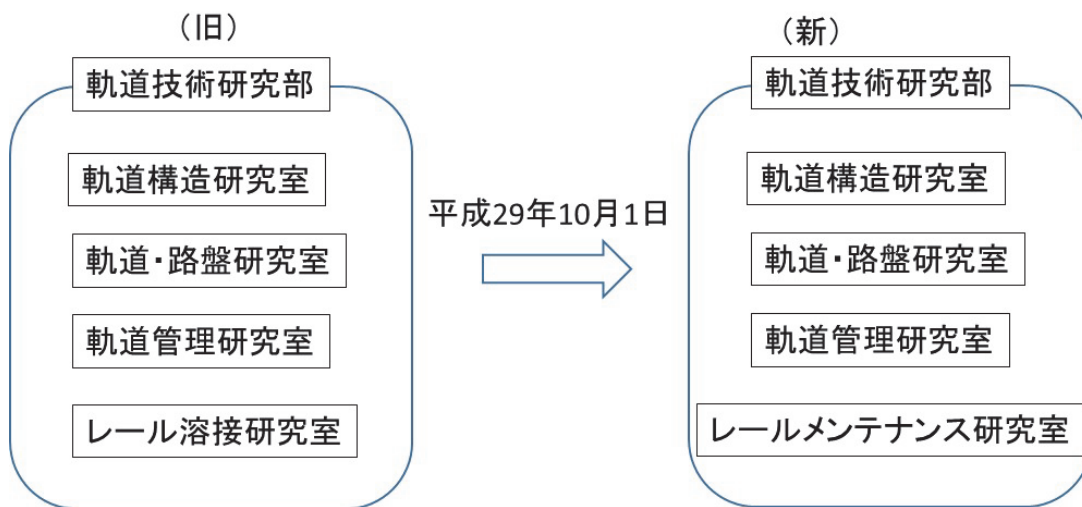 （旧）
軌道技術研究部
軌道構造研究室
軌道・路盤研究室
軌道管理研究室
レール溶接研究室
平成29年10月1日
（新）
軌道技術研究部
軌道構造研究室
軌道・路盤研究室
軌道管理研究室
レールメンテナンス研究室